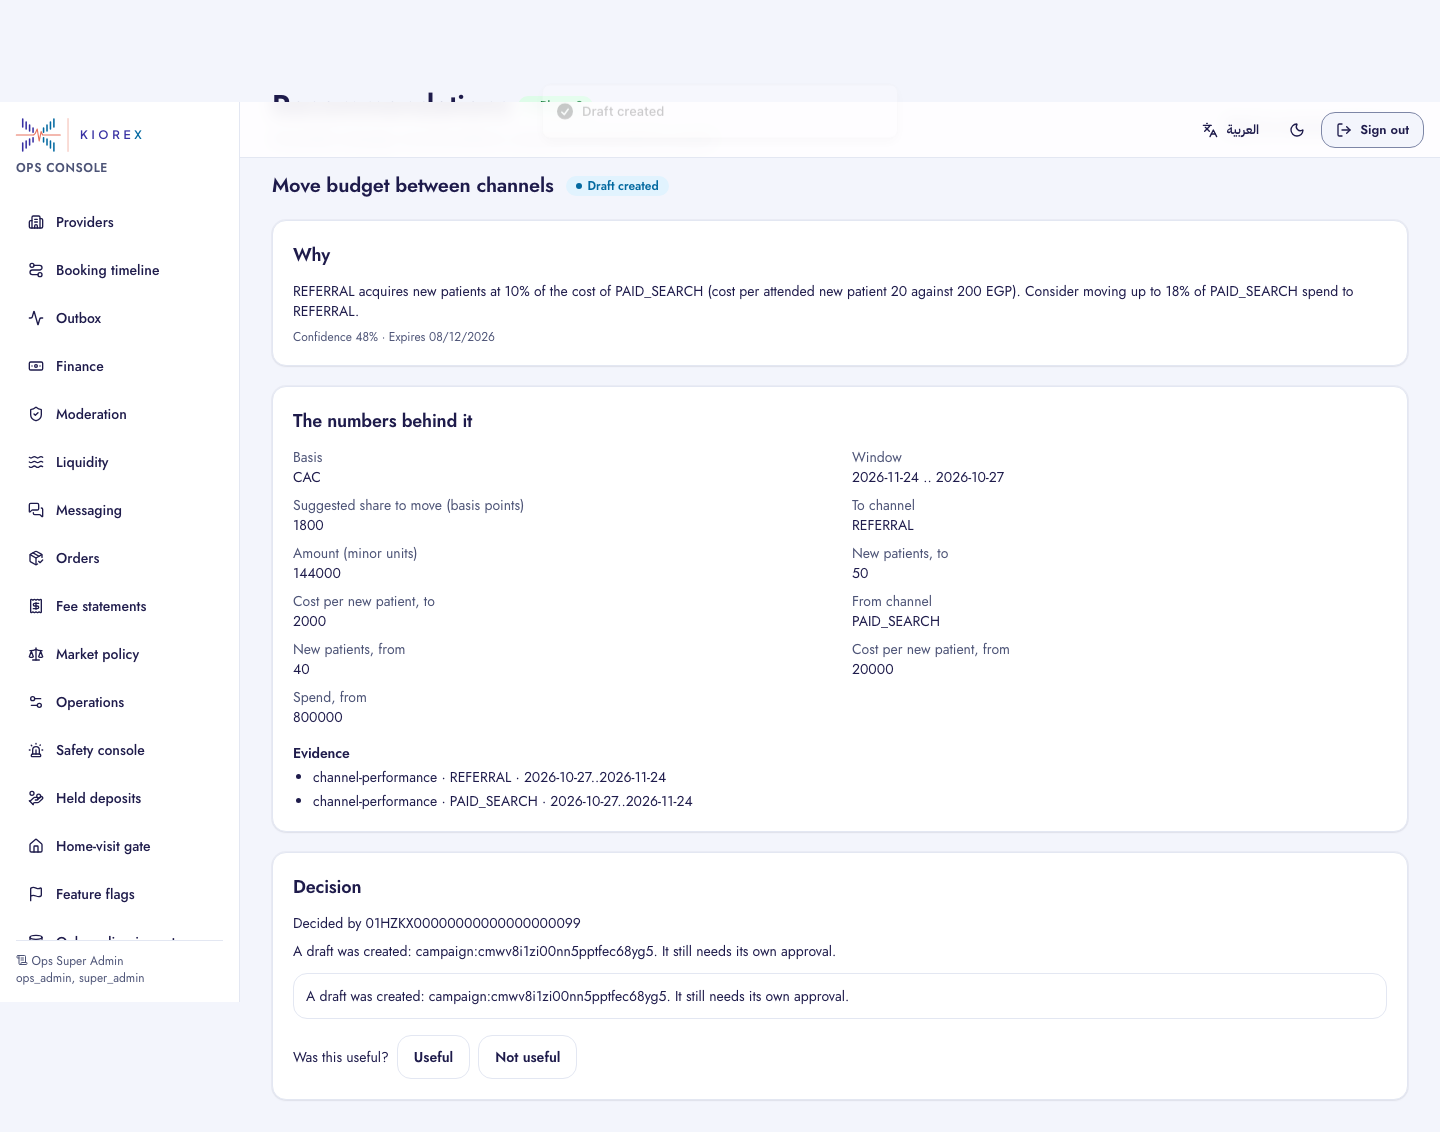 Draft created
KIOREX
OPS CONSOLE
العربية
Sign out
Providers
Booking timeline
Outbox
Finance
Moderation
Liquidity
Messaging
Orders
Fee statements
Market policy
Operations
Safety console
Held deposits
Home-visit gate
Feature flags
Ops Super Admin
ops_admin, super_admin
Move budget between channels
Draft created
Why
REFERRAL acquires new patients at 10% of the cost of PAID_SEARCH (cost per attended new patient 20 against 200 EGP). Consider moving up to 18% of PAID_SEARCH spend to
REFERRAL.
Confidence 48% · Expires 08/12/2026
The numbers behind it
Basis
CAC
Window
2026-11-24 .. 2026-10-27
Suggested share to move (basis points)
1800
To channel
REFERRAL
Amount (minor units)
144000
New patients, to
50
Cost per new patient, to
2000
From channel
PAID_SEARCH
New patients, from
40
Cost per new patient, from
20000
Spend, from
800000
Evidence
channel-performance · REFERRAL · 2026-10-27..2026-11-24
channel-performance · PAID_SEARCH · 2026-10-27..2026-11-24
Decision
Decided by 01HZKX00000000000000000099
A draft was created: campaign:cmwv8i1zi00nn5pptfec68yg5. It still needs its own approval.
A draft was created: campaign:cmwv8i1zi00nn5pptfec68yg5. It still needs its own approval.
Was this useful?
Useful
Not useful